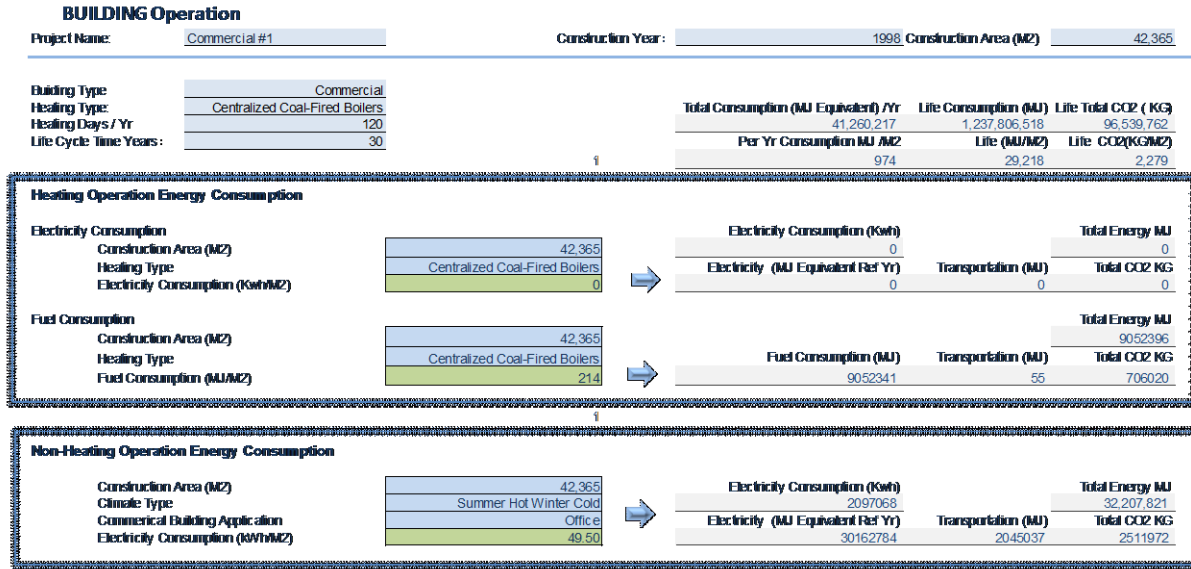 BUILDING Operation
Project Name: Commercial #1 Construction Year: 1998 Construction Area (M2) 42,365
Buiding Type Commercial
Healing Type: Centralized Coal-Fired Boilers Total Consumption (MJ Equivalent) /Yr Life Consumption (MJ) Life Total CO2 ( KG)
Healing Days / Yr 120 41,260,217 1,237,806,518 96,539,762
Life Cycle Time Years: 30 Per Yr Consumption MJ /M2 Life (MJ/M2) Life CO2(KG/M2)
974 29,218 2,279
Heating Operation Energy Consumption
Electricity Consumption Electricity Consumption (Kwh) Total Energy MJ
Construction Area (M2) 42,365 0 0
Healing Type Centralized Coal-Fired Boilers Electricity (MJ Equivalent Ref Yr) Transportation (MJ) Total CO2 KG
Electricity Consumption (Kwh/M2) 0 0 0 0
Fuel Consumption Total Energy MJ
Construction Area (M2) 42,365 9052396
Healing Type Centralized Coal-Fired Boilers Fuel Consumption (MJ) Transportation (MJ) Total CO2 KG
Fuel Consumption (MJ/M2) 214 9052341 55 706020
Non-Heating Operation Energy Consumption
Construction Area (M2) 42,365 Electricity Consumption (Kwh) Total Energy MJ
Climate Type Summer Hot Winter Cold 2097068 32,207,821
Commerical Building Application Office Electricity (MJ Equivalent Ref Yr) Transportation (MJ) Total CO2 KG
Electricity Consumption (kWh/M2) 49.50 30162784 2045037 2511972